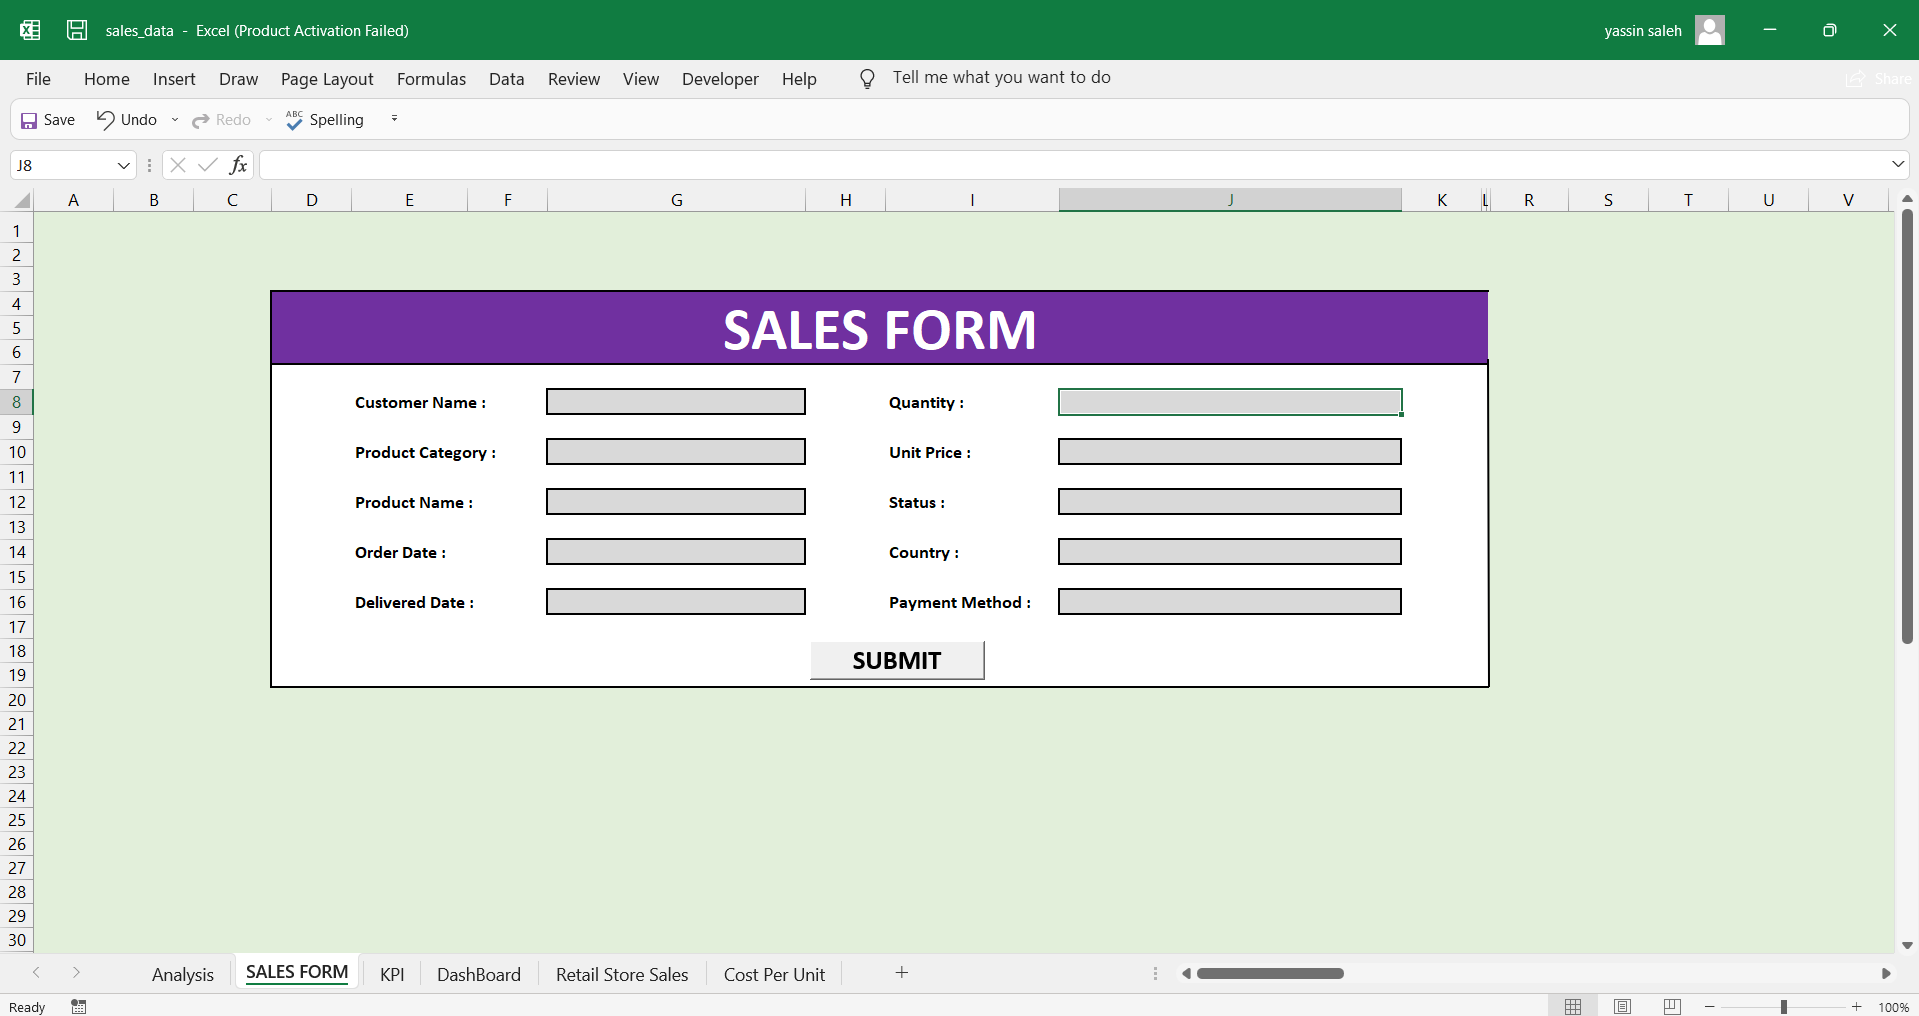 sales_data - Excel (Product Activation Failed)
yassin saleh
File Home Insert Draw Page Layout Formulas Data Review View Developer Help Tell me what you want to do Share
Save Undo Redo ABC Spelling
J8 fx
A B C D E F G H I J K L R S T U V
1
2
3
4
5
6
7
8
9
10
11
12
13
14
15
16
17
18
19
20
21
22
23
24
25
26
27
28
29
30
SALES FORM
Customer Name : Quantity :
Product Category : Unit Price :
Product Name : Status :
Order Date : Country :
Delivered Date : Payment Method :
SUBMIT
Analysis SALES FORM KPI DashBoard Retail Store Sales Cost Per Unit
Ready 100%